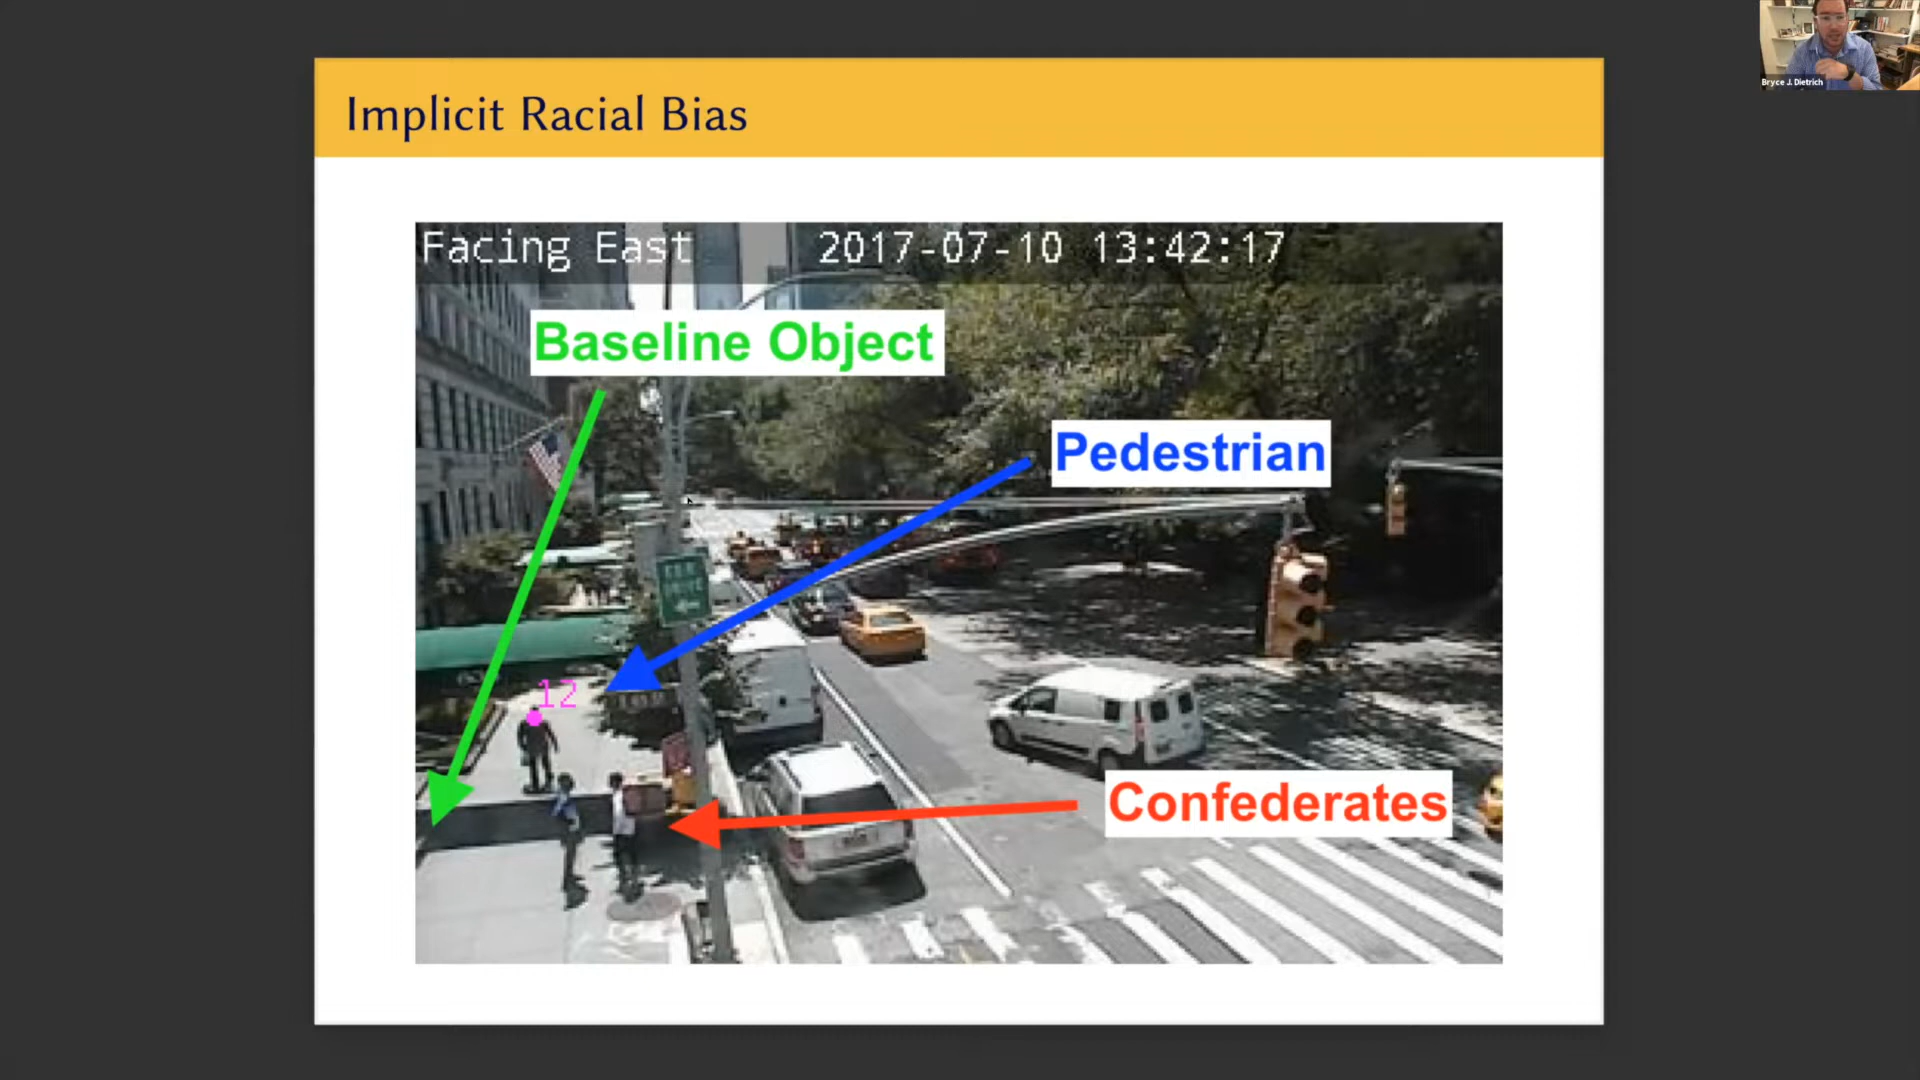 Implicit Racial Bias
Bryce J. Dietrich
Facing East 2017-07-10 13:42:17
Baseline Object
Pedestrian
12
Confederates